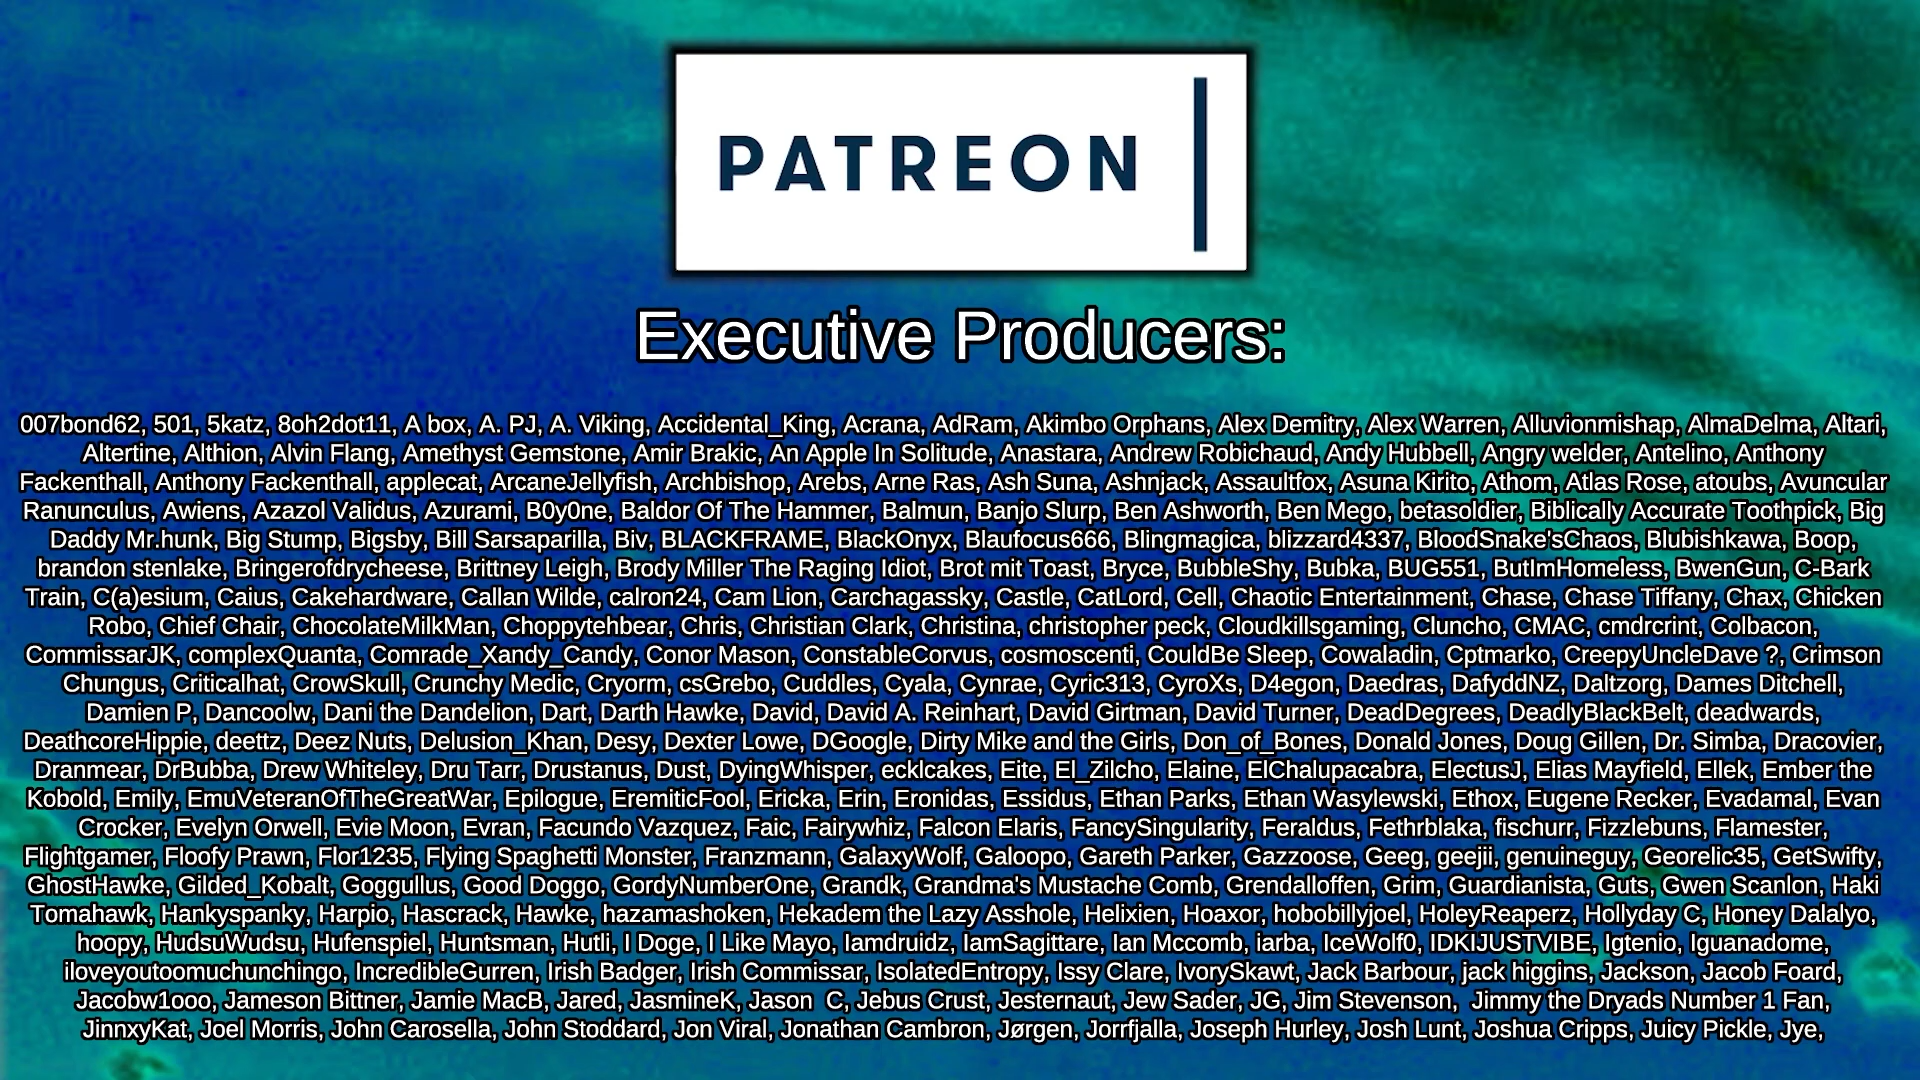 PATREON
Executive Producers:
007bond62, 501, 5katz, 8oh2dot11, A box, A. PJ, A. Viking, Accidental_King, Acrana, AdRam, Akimbo Orphans, Alex Demitry, Alex Warren, Alluvionmishap, AlmaDelma, Altari,
Altertine, Althion, Alvin Flang, Amethyst Gemstone, Amir Brakic, An Apple In Solitude, Anastara, Andrew Robichaud, Andy Hubbell, Angry welder, Antelino, Anthony
Fackenthall, Anthony Fackenthall, applecat, ArcaneJellyfish, Archbishop, Arebs, Arne Ras, Ash Suna, Ashnjack, Assaultfox, Asuna Kirito, Athom, Atlas Rose, atoubs, Avuncular
Ranunculus, Awiens, Azazol Validus, Azurami, B0y0ne, Baldor Of The Hammer, Balmun, Banjo Slurp, Ben Ashworth, Ben Mego, betasoldier, Biblically Accurate Toothpick, Big
Daddy Mr.hunk, Big Stump, Bigsby, Bill Sarsaparilla, Biv, BLACKFRAME, BlackOnyx, Blaufocus666, Blingmagica, blizzard4337, BloodSnake'sChaos, Blubishkawa, Boop,
brandon stenlake, Bringerofdrycheese, Brittney Leigh, Brody Miller The Raging Idiot, Brot mit Toast, Bryce, BubbleShy, Bubka, BUG551, ButImHomeless, BwenGun, C-Bark
Train, C(a)esium, Caius, Cakehardware, Callan Wilde, calron24, Cam Lion, Carchagassky, Castle, CatLord, Cell, Chaotic Entertainment, Chase, Chase Tiffany, Chax, Chicken
Robo, Chief Chair, ChocolateMilkMan, Choppytehbear, Chris, Christian Clark, Christina, christopher peck, Cloudkillsgaming, Cluncho, CMAC, cmdrcrint, Colbacon,
CommissarJK, complexQuanta, Comrade_Xandy_Candy, Conor Mason, ConstableCorvus, cosmoscenti, CouldBe Sleep, Cowaladin, Cptmarko, CreepyUncleDave ?, Crimson
Chungus, Criticalhat, CrowSkull, Crunchy Medic, Cryorm, csGrebo, Cuddles, Cyala, Cynrae, Cyric313, CyroXs, D4egon, Daedras, DafyddNZ, Daltzorg, Dames Ditchell,
Damien P, Dancoolw, Dani the Dandelion, Dart, Darth Hawke, David, David A. Reinhart, David Girtman, David Turner, DeadDegrees, DeadlyBlackBelt, deadwards,
DeathcoreHippie, deettz, Deez Nuts, Delusion_Khan, Desy, Dexter Lowe, DGoogle, Dirty Mike and the Girls, Don_of_Bones, Donald Jones, Doug Gillen, Dr. Simba, Dracovier,
Dranmear, DrBubba, Drew Whiteley, Dru Tarr, Drustanus, Dust, DyingWhisper, ecklcakes, Eite, El_Zilcho, Elaine, ElChalupacabra, ElectusJ, Elias Mayfield, Ellek, Ember the
Kobold, Emily, EmuVeteranOfTheGreatWar, Epilogue, EremiticFool, Ericka, Erin, Eronidas, Essidus, Ethan Parks, Ethan Wasylewski, Ethox, Eugene Recker, Evadamal, Evan
Crocker, Evelyn Orwell, Evie Moon, Evran, Facundo Vazquez, Faic, Fairywhiz, Falcon Elaris, FancySingularity, Feraldus, Fethrblaka, fischurr, Fizzlebuns, Flamester,
Flightgamer, Floofy Prawn, Flor1235, Flying Spaghetti Monster, Franzmann, GalaxyWolf, Galoopo, Gareth Parker, Gazzoose, Geeg, geejii, genuineguy, Georelic35, GetSwifty,
GhostHawke, Gilded_Kobalt, Goggullus, Good Doggo, GordyNumberOne, Grandk, Grandma's Mustache Comb, Grendalloffen, Grim, Guardianista, Guts, Gwen Scanlon, Haki
Tomahawk, Hankyspanky, Harpio, Hascrack, Hawke, hazamashoken, Hekadem the Lazy Asshole, Helixien, Hoaxor, hobobillyjoel, HoleyReaperz, Hollyday C, Honey Dalalyo,
hoopy, HudsuWudsu, Hufenspiel, Huntsman, Hutli, I Doge, I Like Mayo, Iamdruidz, IamSagittare, Ian Mccomb, iarba, IceWolf0, IDKIJUSTVIBE, Igtenio, Iguanadome,
iloveyoutoomuchunchingo, IncredibleGurren, Irish Badger, Irish Commissar, IsolatedEntropy, Issy Clare, IvorySkawt, Jack Barbour, jack higgins, Jackson, Jacob Foard,
Jacobw1ooo, Jameson Bittner, Jamie MacB, Jared, JasmineK, Jason  C, Jebus Crust, Jesternaut, Jew Sader, JG, Jim Stevenson,  Jimmy the Dryads Number 1 Fan,
JinnxyKat, Joel Morris, John Carosella, John Stoddard, Jon Viral, Jonathan Cambron, Jørgen, Jorrfjalla, Joseph Hurley, Josh Lunt, Joshua Cripps, Juicy Pickle, Jye,